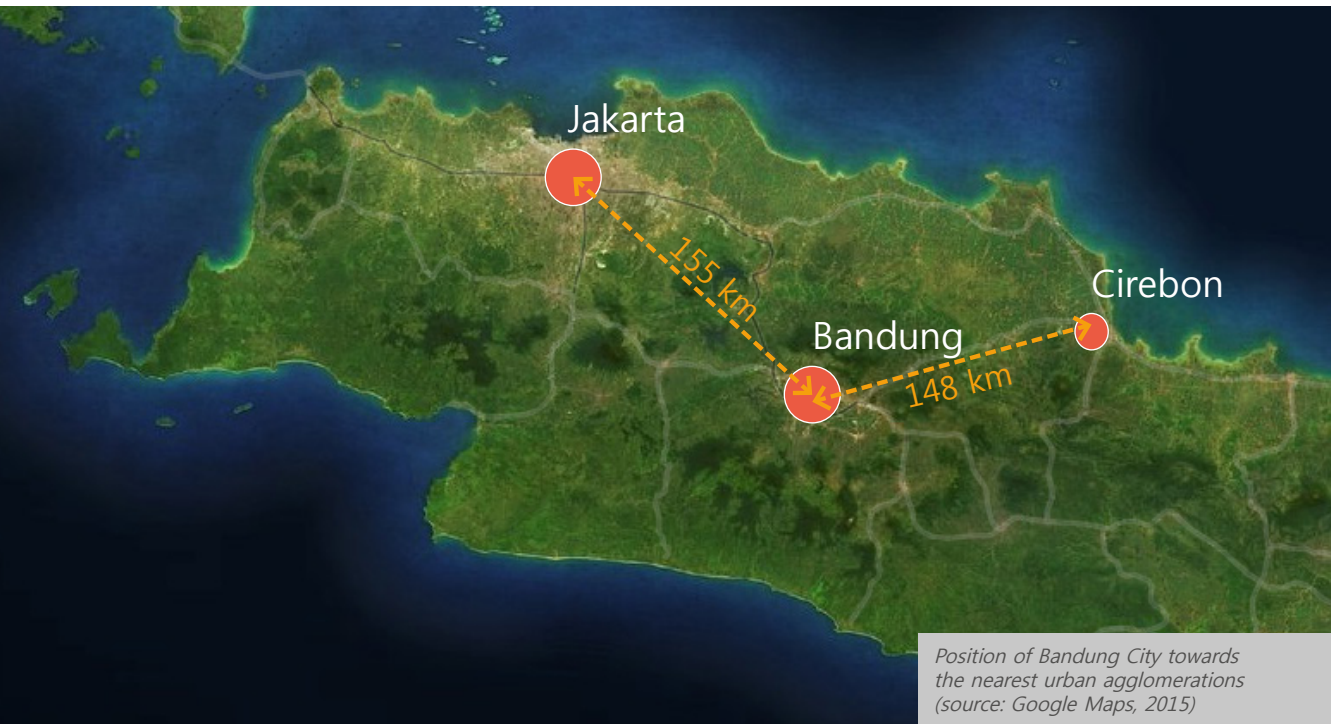 Jakarta
155 km
Cirebon
Bandung
148 km
Position of Bandung City towards
the nearest urban agglomerations
(source: Google Maps, 2015)